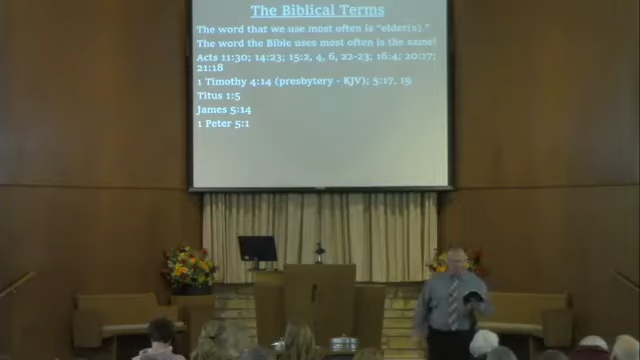 The Biblical Terms
The word that we use most often is "elder(s) "
The word the Bible uses most often is the same!
Acts 11:30; 14:23; 15:2, 4, 6, 22-23; 16:4; 20:17;
21:18
1 Timothy 4:14 (presbytery - KJV); 5:17, 19
Titus 1:5
James 5:14
1 Peter 5:1